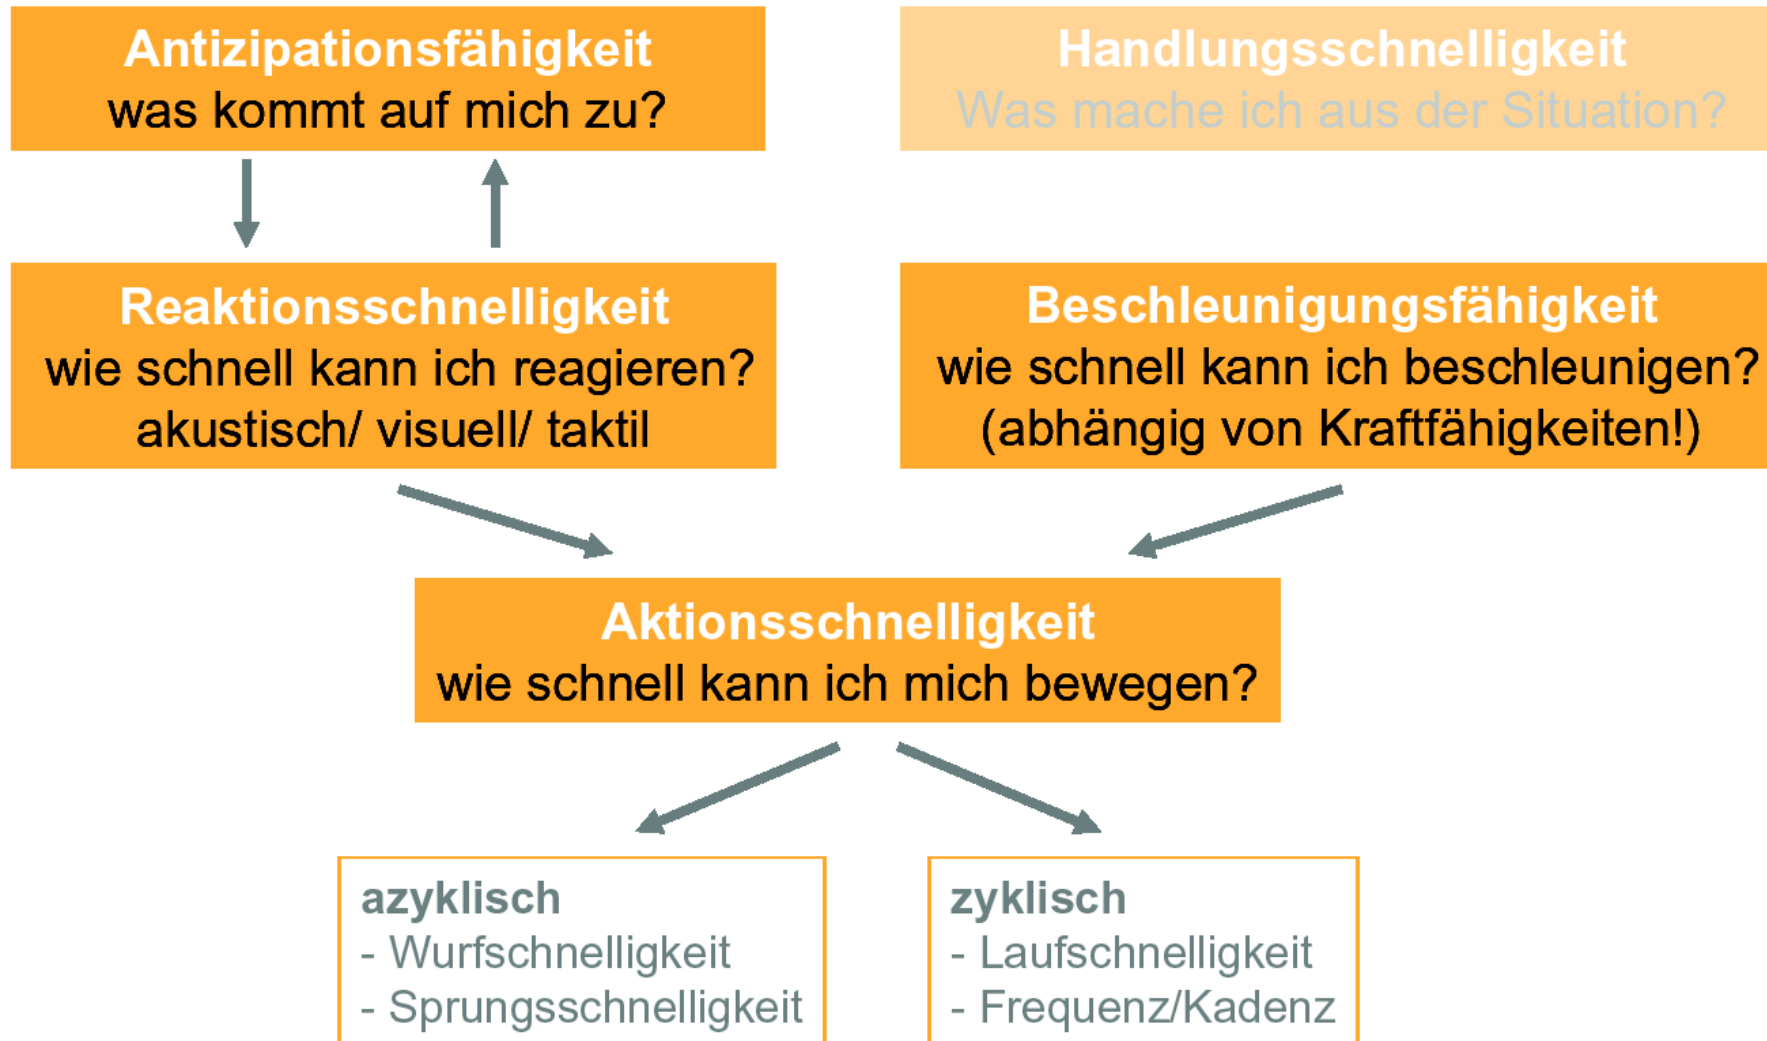 Antizipationsfähigkeit
was kommt auf mich zu?
Handlungsschnelligkeit
Was mache ich aus der Situation?
Reaktionsschnelligkeit
wie schnell kann ich reagieren?
akustisch/ visuell/ taktil
Beschleunigungsfähigkeit
wie schnell kann ich beschleunigen?
(abhängig von Kraftfähigkeiten!)
Aktionsschnelligkeit
wie schnell kann ich mich bewegen?
azyklisch
- Wurfschnelligkeit
- Sprungsschnelligkeit
zyklisch
- Laufschnelligkeit
- Frequenz/Kadenz